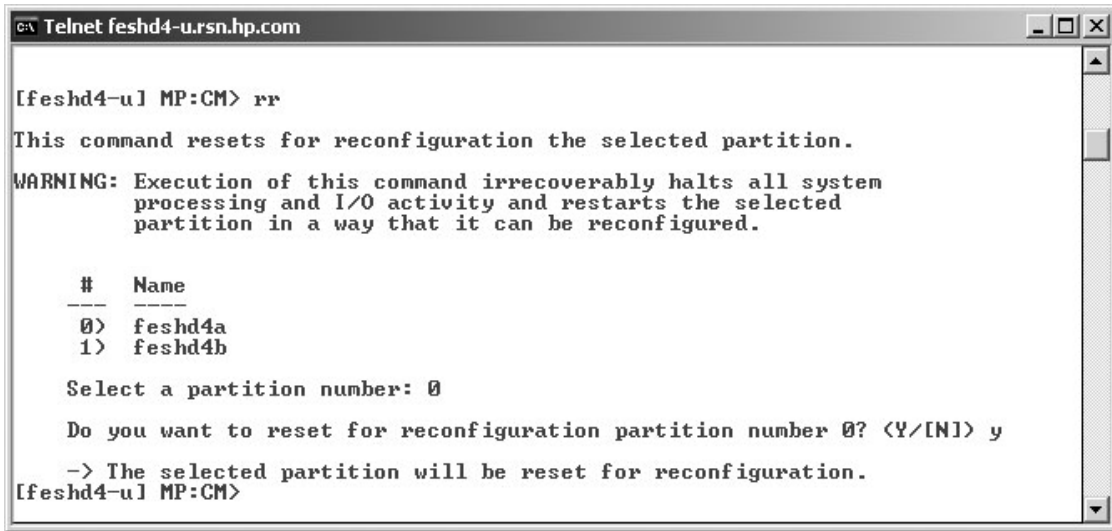 Telnet feshd4-u.rsn.hp.com
[feshd4-u] MP:CM> rr
This command resets for reconfiguration the selected partition.
WARNING: Execution of this command irrecoverably halts all system
processing and I/O activity and restarts the selected
partition in a way that it can be reconfigured.
# Name
--- ----
0) feshd4a
1) feshd4b
Select a partition number: 0
Do you want to reset for reconfiguration partition number 0? (Y/[N]) y
-> The selected partition will be reset for reconfiguration.
[feshd4-u] MP:CM>